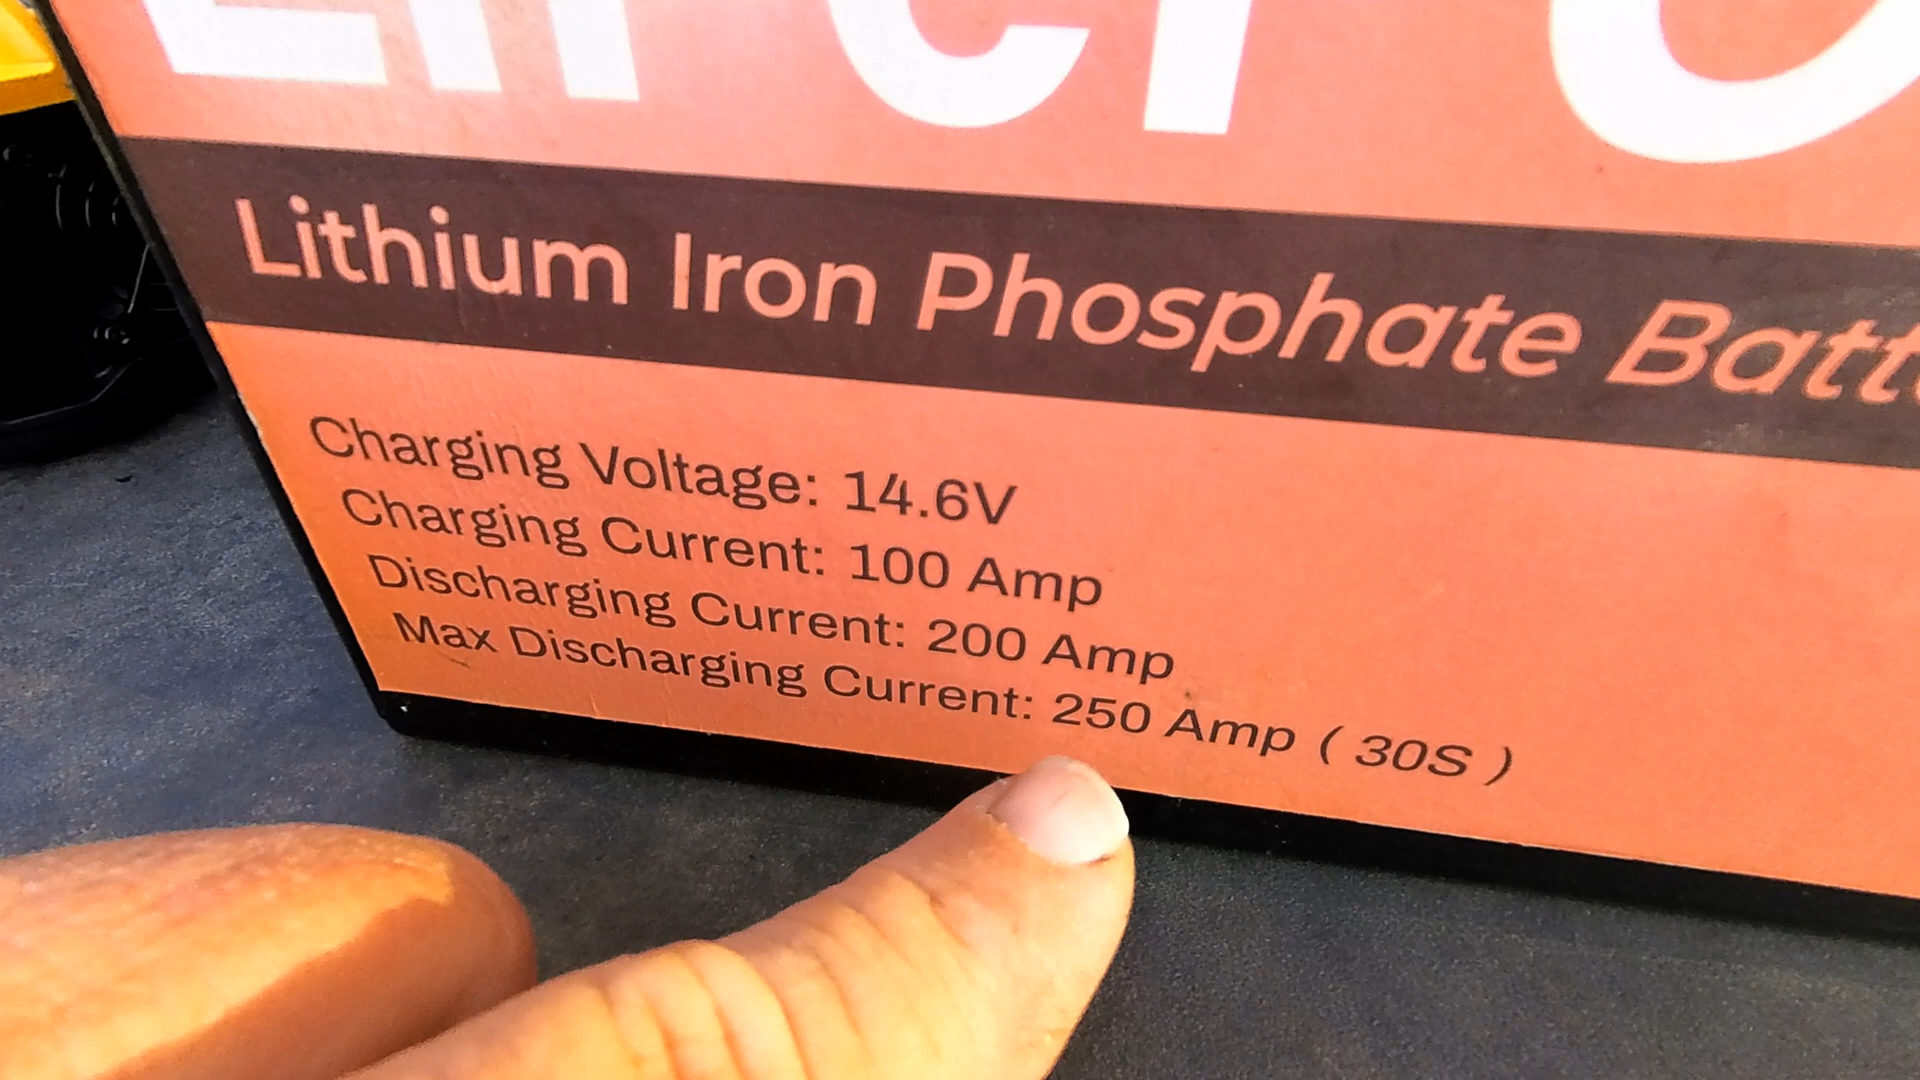 Lithium Iron Phosphate
Charging Voltage: 14.6V
Charging Current: 100 Amp
Discharging Current: 200 Amp
Max Discharging Current: 250 Amp ( 30S )